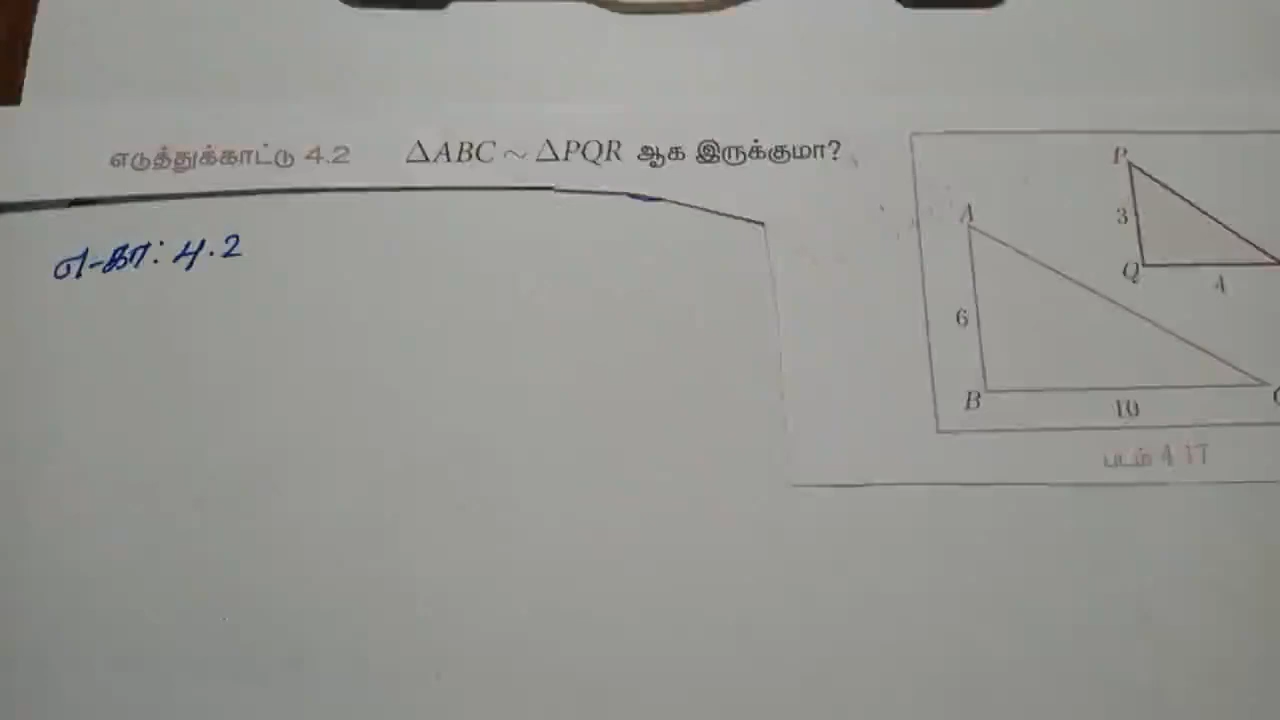 எடுத்துக்காட்டு 4.2 △ABC ~ △PQR ஆக இருக்குமா?
எ-கா: 4.2
P
3
Q
4
A
6
B
10
படம் 4.17